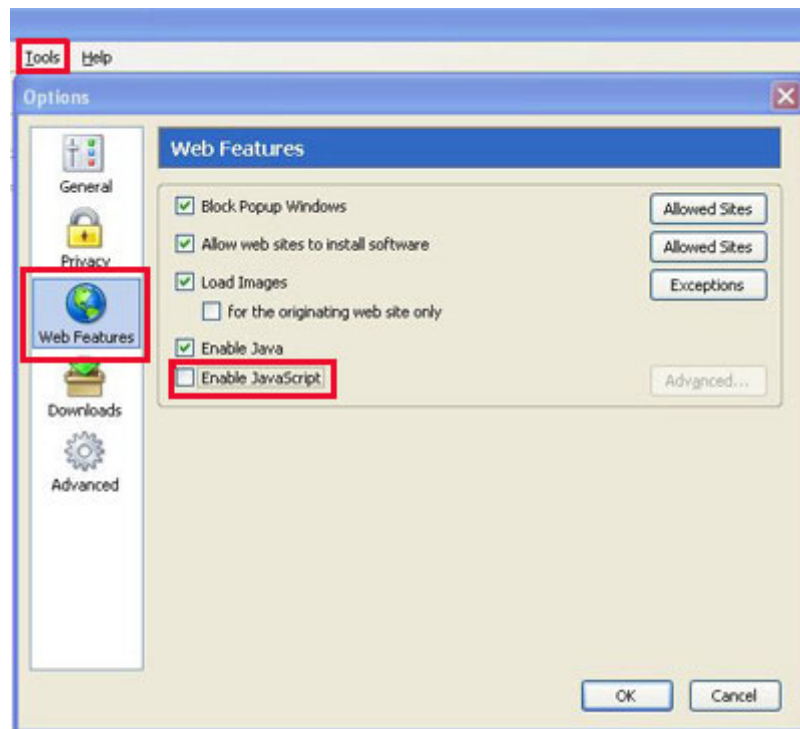 Tools Help
Options
General
Privacy
Web Features
Downloads
Advanced
Web Features
Block Popup Windows Allowed Sites
Allow web sites to install software Allowed Sites
Load Images Exceptions
for the originating web site only
Enable Java
Enable JavaScript Advanced...
OK Cancel